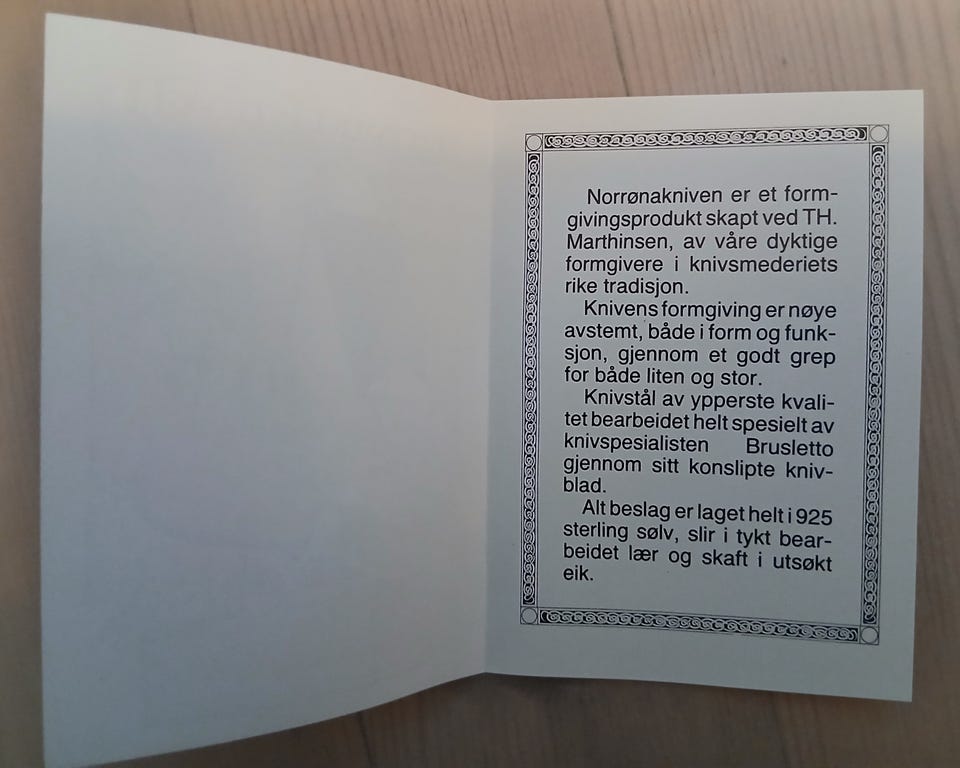 Norrønakniven er et form-
givingsprodukt skapt ved TH.
Marthinsen, av våre dyktige
formgivere i knivsmederiets
rike tradisjon.
Knivens formgiving er nøye
avstemt, både i form og funk-
sjon, gjennom et godt grep
for både liten og stor.
Knivstål av ypperste kvali-
tet bearbeidet helt spesielt av
knivspesialisten Brusletto
gjennom sitt konslipte kniv-
blad.
Alt beslag er laget helt i 925
sterling sølv, slir i tykt bear-
beidet lær og skaft i utsøkt
eik.